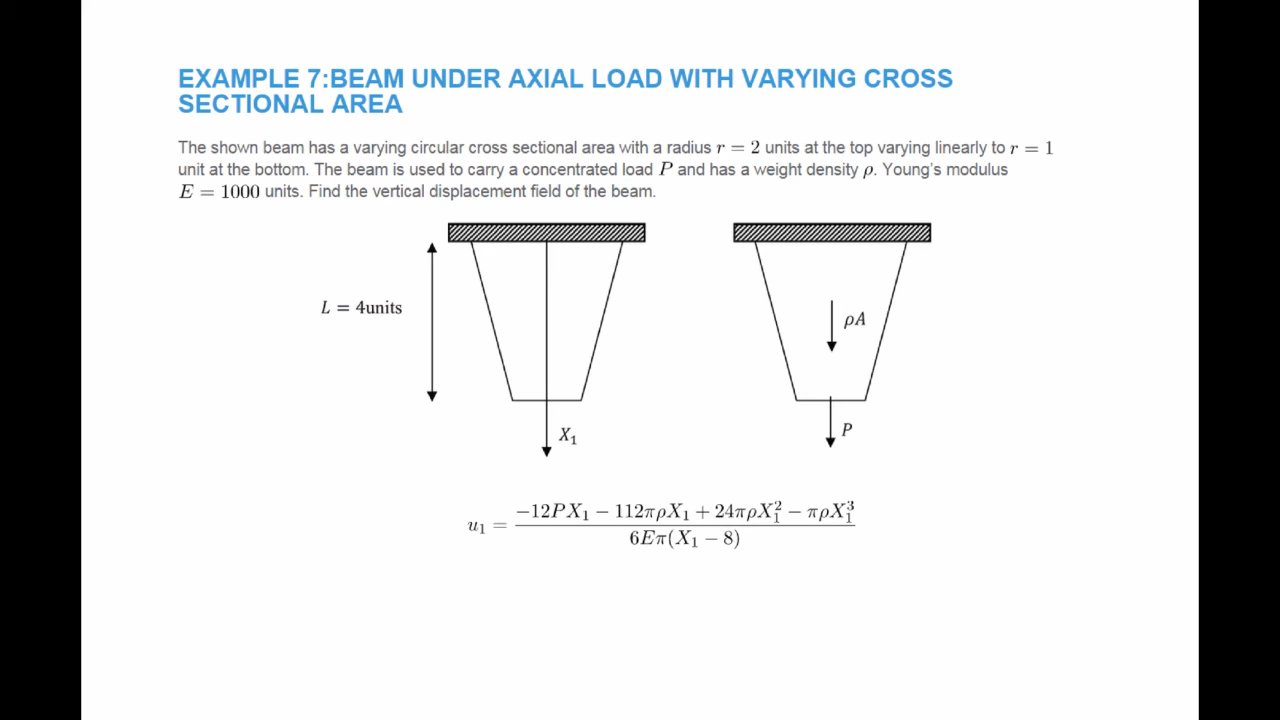 EXAMPLE 7:BEAM UNDER AXIAL LOAD WITH VARYING CROSS
SECTIONAL AREA
The shown beam has a varying circular cross sectional area with a radius r = 2 units at the top varying linearly to r = 1
unit at the bottom. The beam is used to carry a concentrated load P and has a weight density ρ. Young's modulus
E = 1000 units. Find the vertical displacement field of the beam.
L = 4units
X₁
ρA
P
u₁ = \frac{-12PX₁ − 112πρX₁ + 24πρX₁² − πρX₁³}{6Eπ(X₁ − 8)}